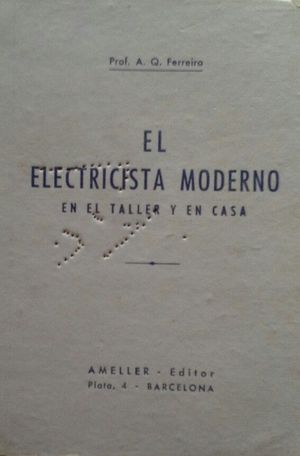 Prof. A. Q. Ferreiro
EL
ELECTRICISTA MODERNO
EN EL TALLER Y EN CASA
AMELLER - Editor
Plata, 4 - BARCELONA